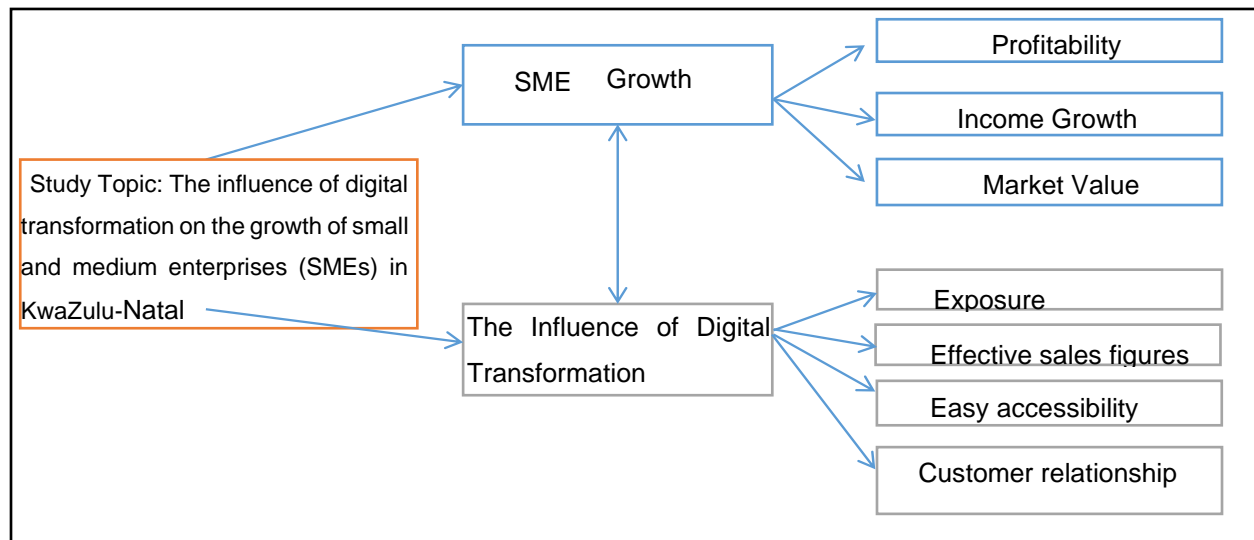 SME Growth
Profitability
Income Growth
Market Value
Study Topic: The influence of digital
transformation on the growth of small
and medium enterprises (SMEs) in
KwaZulu-Natal
The Influence of Digital
Transformation
Exposure
Effective sales figures
Easy accessibility
Customer relationship